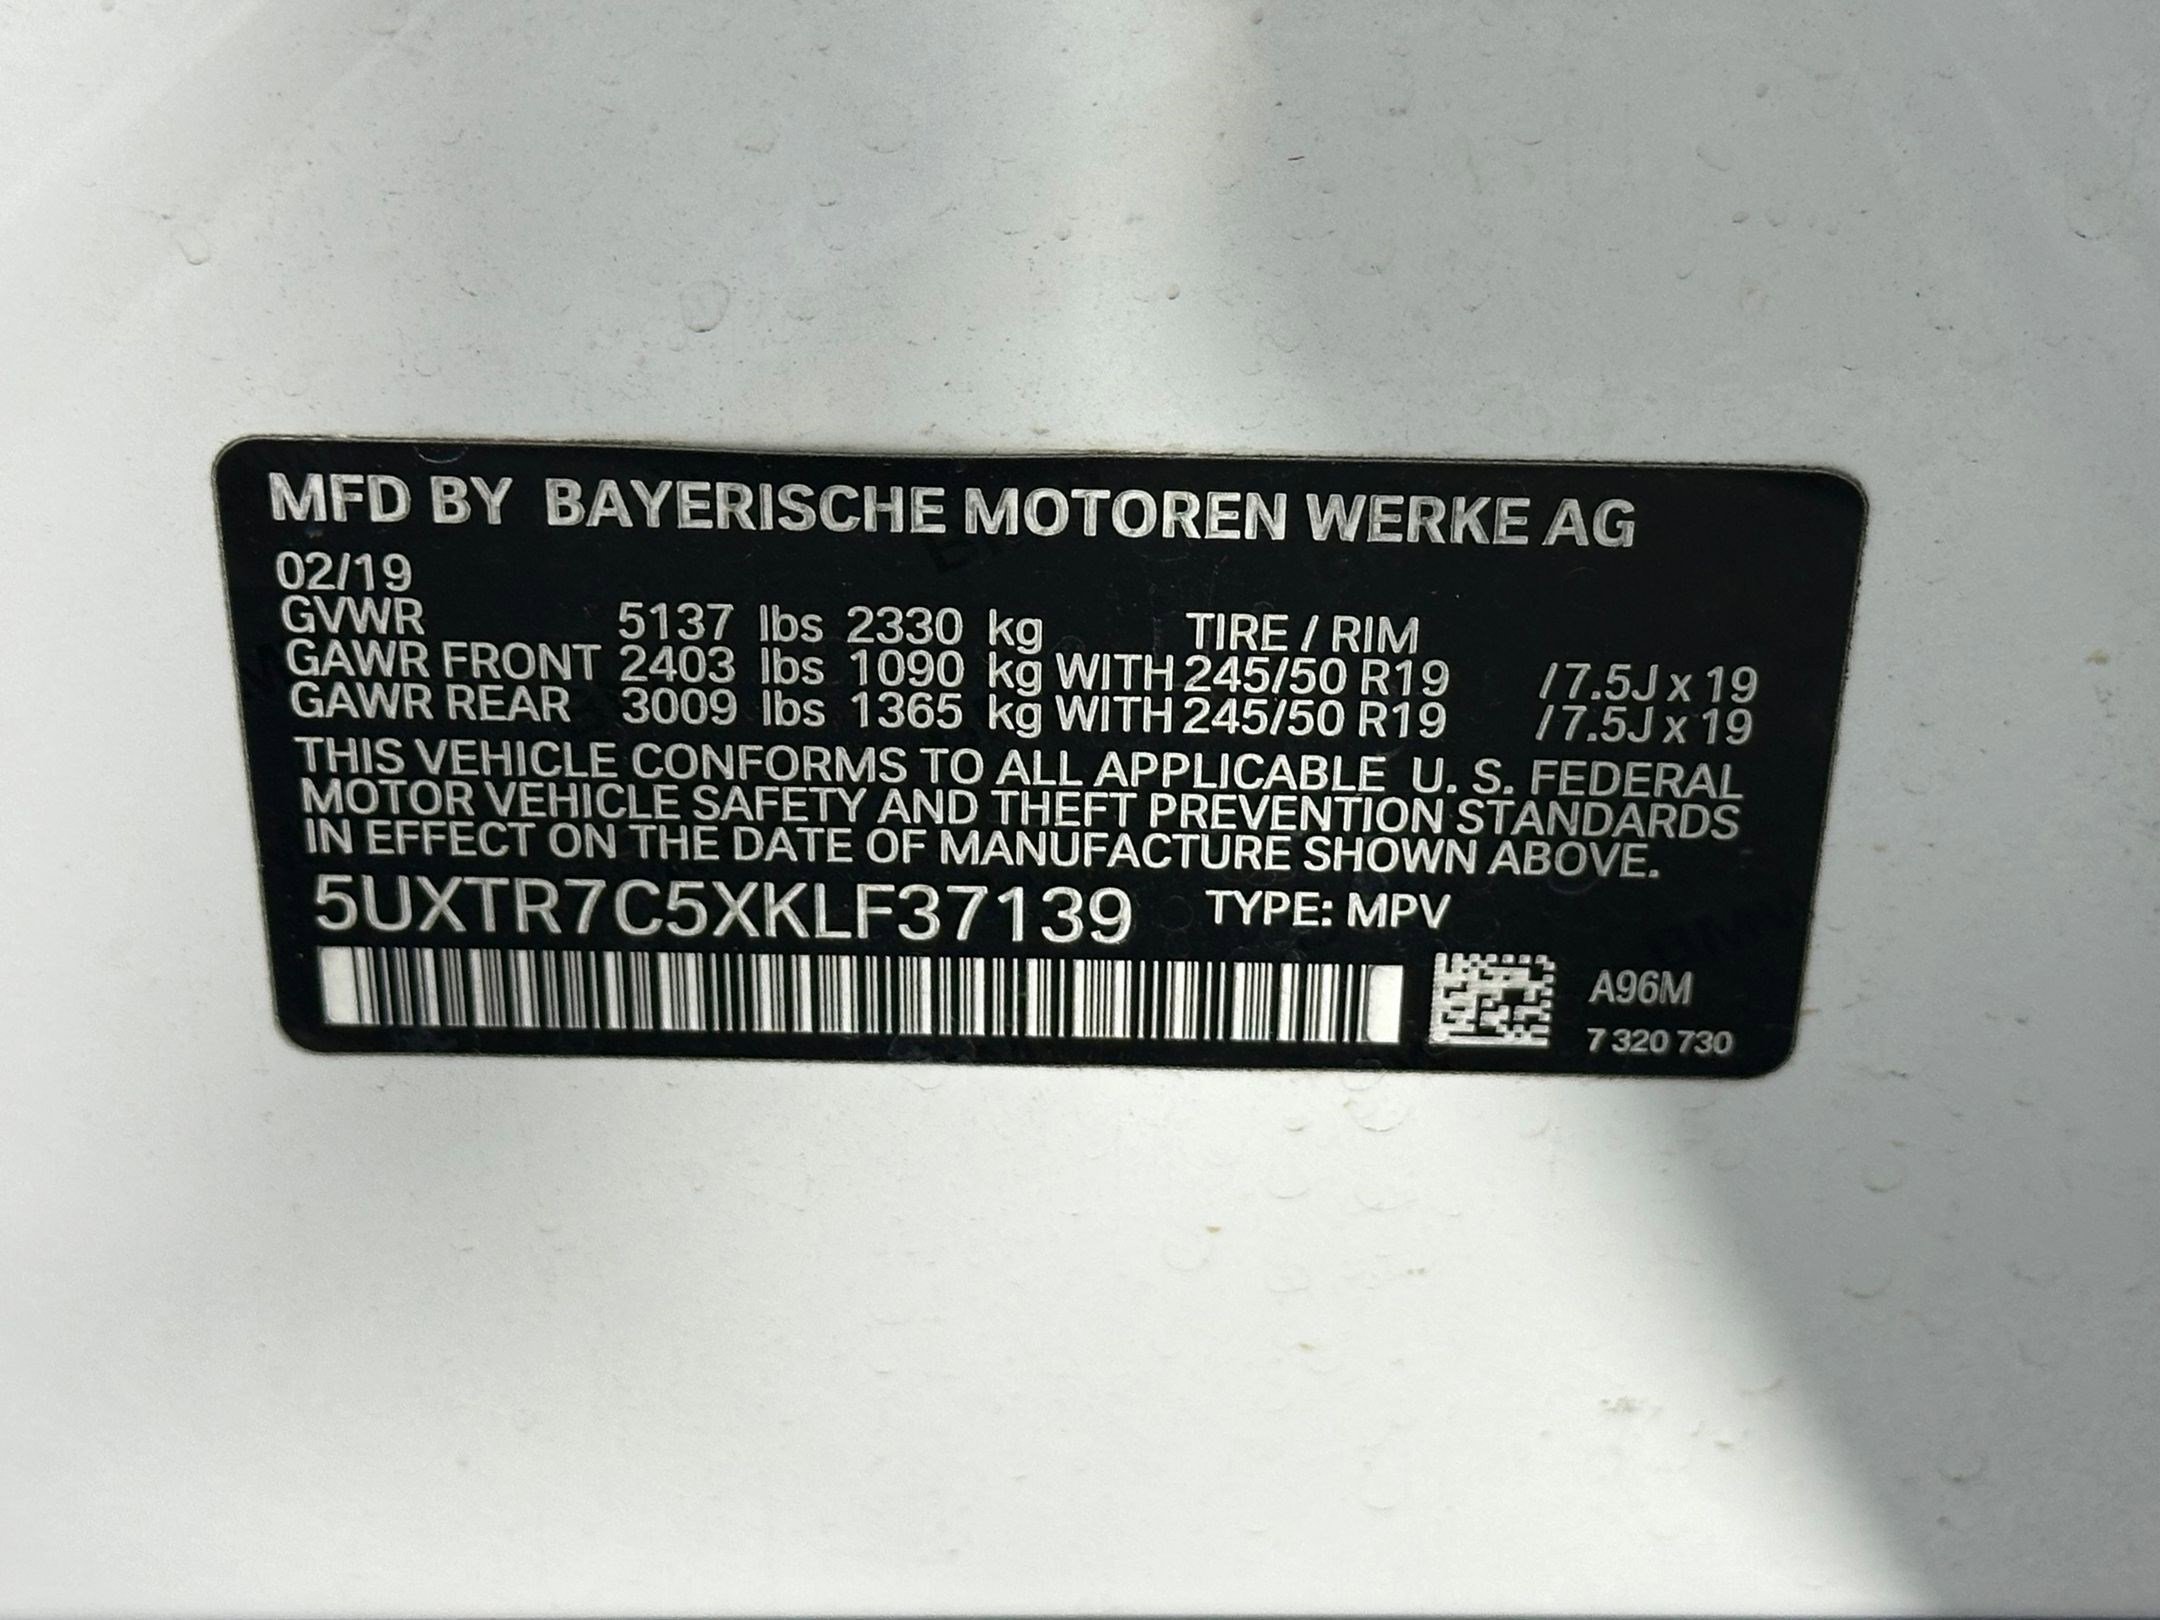 MFD BY BAYERISCHE MOTOREN WERKE AG
02/19
GVWR 5137 lbs 2330 kg TIRE / RIM
GAWR FRONT 2403 lbs 1090 kg WITH 245/50 R19 /7.5J x 19
GAWR REAR 3009 lbs 1365 kg WITH 245/50 R19 /7.5J x 19
THIS VEHICLE CONFORMS TO ALL APPLICABLE U. S. FEDERAL
MOTOR VEHICLE SAFETY AND THEFT PREVENTION STANDARDS
IN EFFECT ON THE DATE OF MANUFACTURE SHOWN ABOVE.
5UXTR7C5XKLF37139 TYPE: MPV
A96M
7 320 730